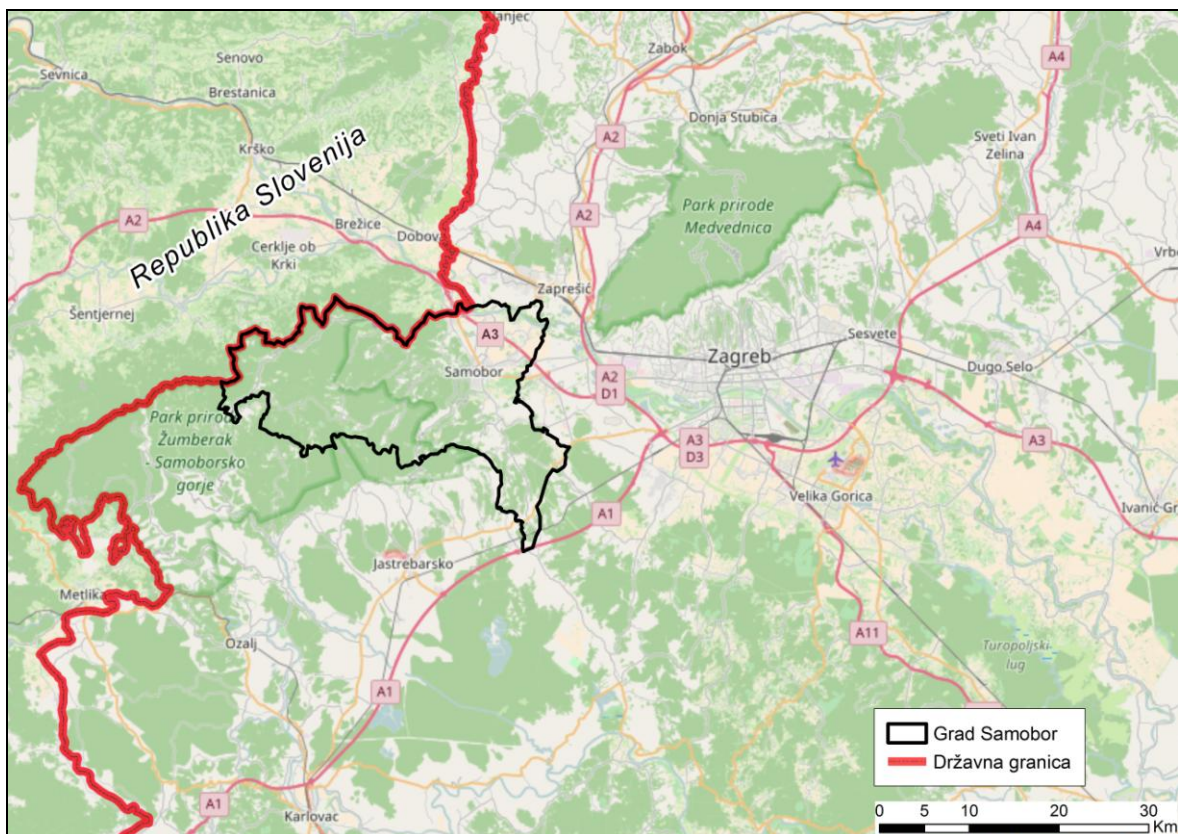 Klanjec
Senovo
Zabok
A4
Sevnica
Brestanica
Donja Stubica
A2
Sveti Ivan
Zelina
Krško
Republika Slovenija
Park prirode
Medvednica
A2
Brežice
A2
A4
Dobova
Cerklje ob
Krki
Zaprešić
Šentjernej
A3
Sesvete
Zagreb
Samobor
Dugo Selo
A2
D1
Park prirode
Žumberak
- Samoborsko
gorje
A3
D3
A3
Velika Gorica
A1
Ivanić Gr
Jastrebarsko
Metlika
Ozalj
A11
Turopoljski
lug
A1
Grad Samobor
Državna granica
A1
Karlovac
0 5 10 20 30
Km